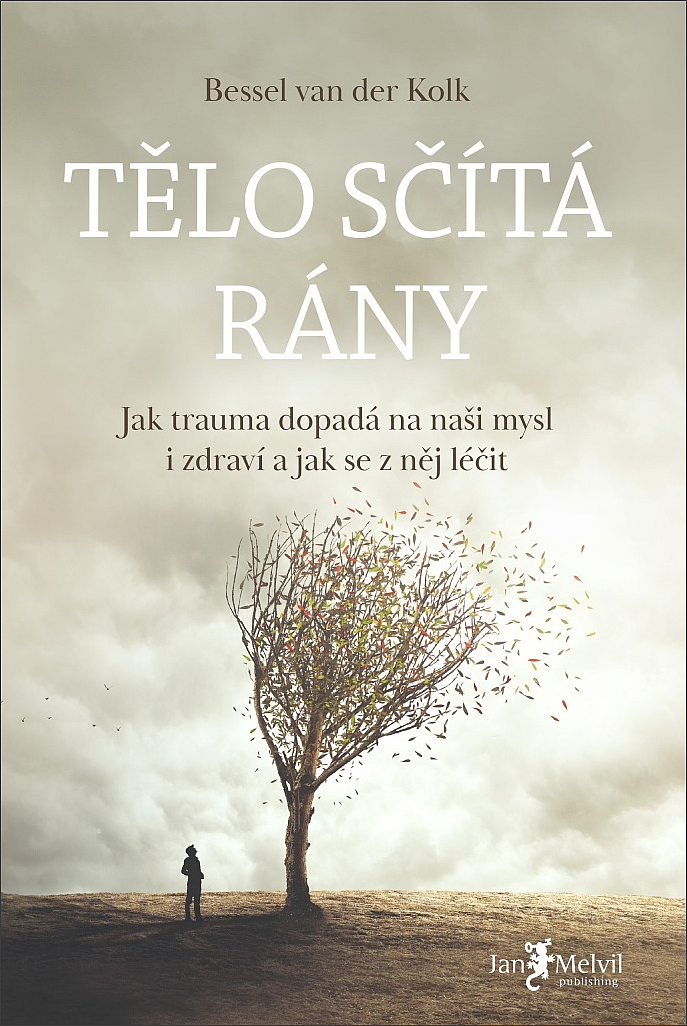 Bessel van der Kolk
TĚLO SČÍTÁ
RÁNY
Jak trauma dopadá na naši mysl
i zdraví a jak se z něj léčit
Jan Melvil
publishing